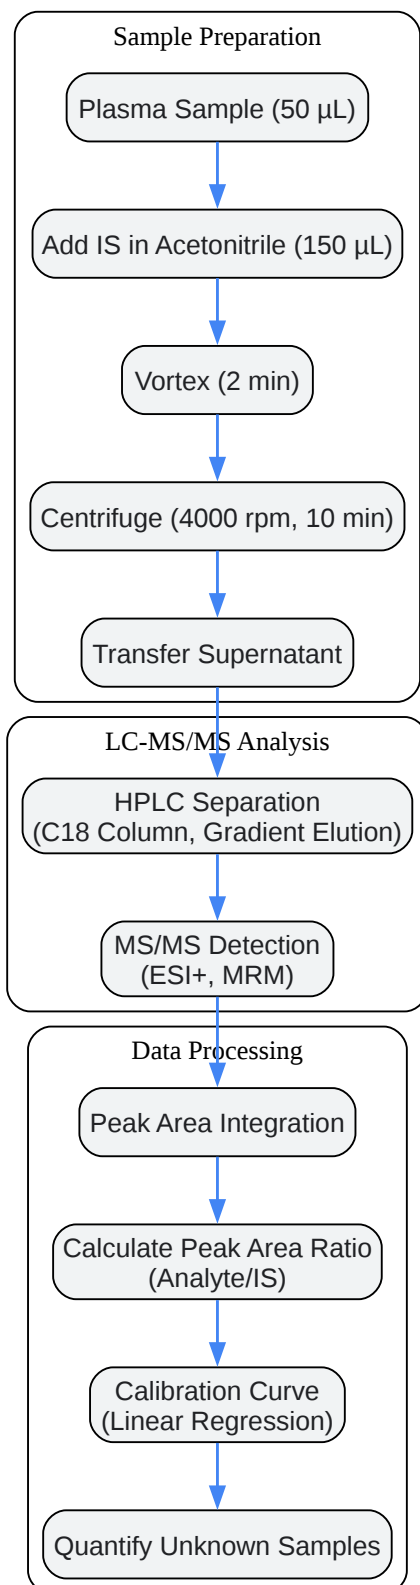 Sample Preparation
Plasma Sample (50 µL)
Add IS in Acetonitrile (150 µL)
Vortex (2 min)
Centrifuge (4000 rpm, 10 min)
Transfer Supernatant
LC-MS/MS Analysis
HPLC Separation
(C18 Column, Gradient Elution)
MS/MS Detection
(ESI+, MRM)
Data Processing
Peak Area Integration
Calculate Peak Area Ratio
(Analyte/IS)
Calibration Curve
(Linear Regression)
Quantify Unknown Samples